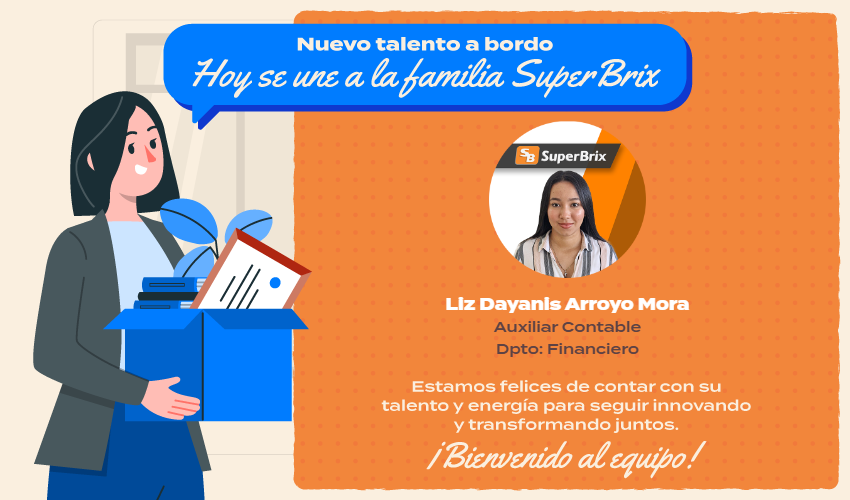 Nuevo talento a bordo
Hoy se une a la familia SuperBrix
SB SuperBrix
Liz Dayanis Arroyo Mora
Auxiliar Contable
Dpto: Financiero
Estamos felices de contar con su
talento y energía para seguir innovando
y transformando juntos.
¡Bienvenido al equipo!